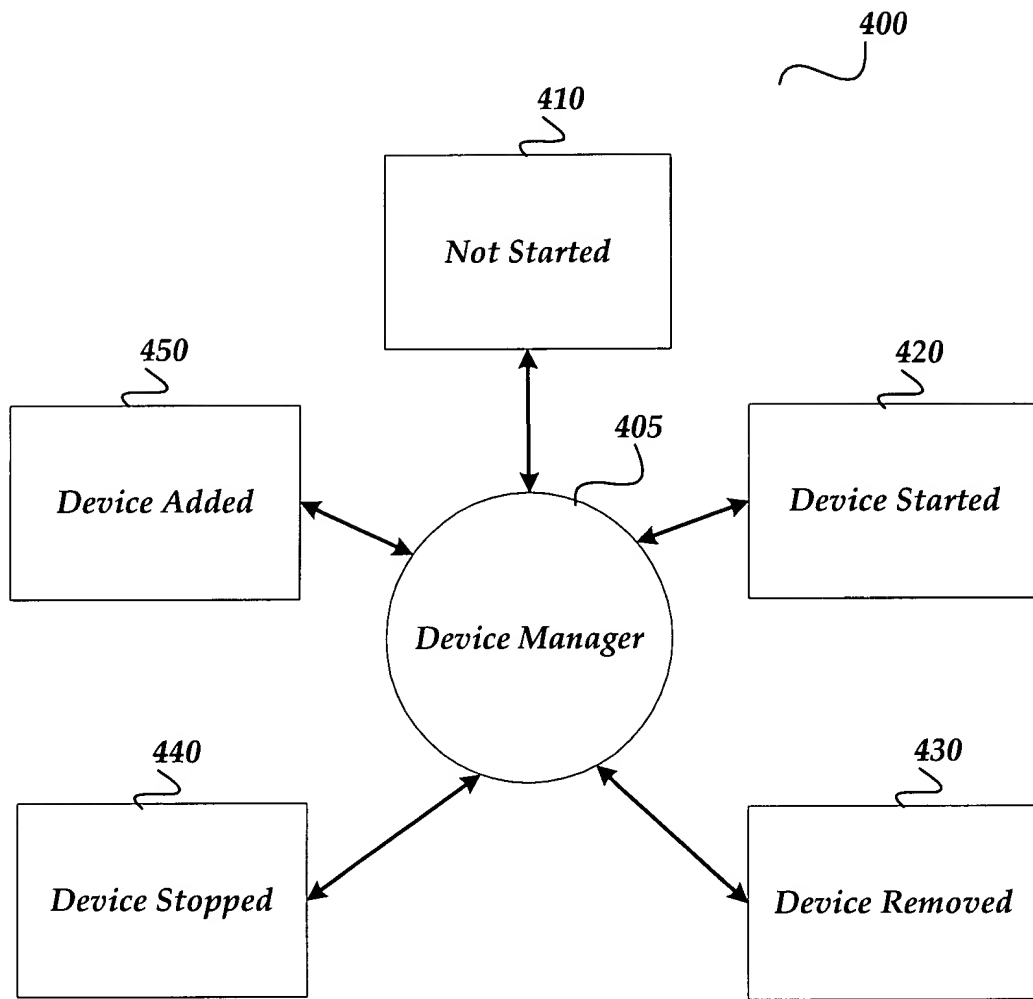 400
410
Not Started
450
420
405
Device Added
Device Started
Device Manager
440
430
Device Stopped
Device Removed